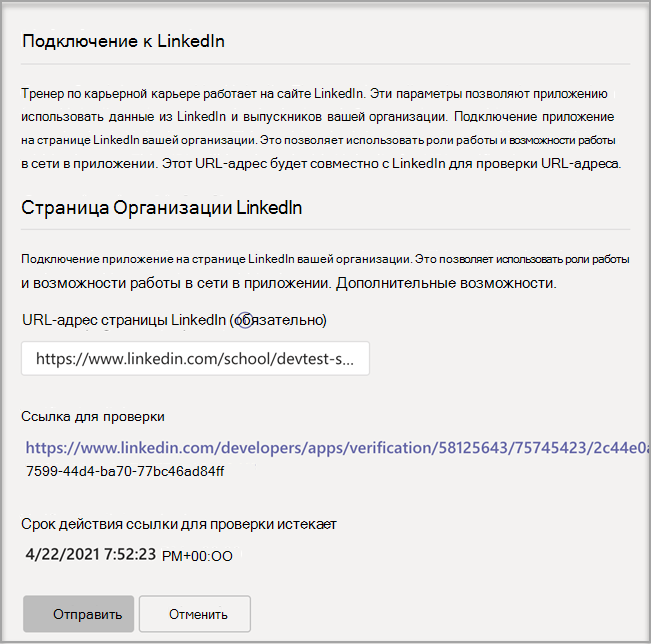 Подключение к LinkedIn
Тренер по карьерной карьере работает на сайте LinkedIn. Эти параметры позволяют приложению
использовать данные из LinkedIn и выпускников вашей организации. Подключение приложение
на странице LinkedIn вашей организации. Это позволяет использовать роли работы и возможности работы
в сети в приложении. Этот URL-адрес будет совместно с LinkedIn для проверки URL-адреса.
Страница Организации LinkedIn
Подключение приложение на странице LinkedIn вашей организации. Это позволяет использовать роли работы
и возможности работы в сети в приложении. Дополнительные возможности.
URL-адрес страницы LinkedIn (обязательно)
https://www.linkedin.com/school/devtest-s...
Ссылка для проверки
https://www.linkedin.com/developers/apps/verification/58125643/75745423/2c44e0a
7599-44d4-ba70-77bc46ad84ff
Срок действия ссылки для проверки истекает
4/22/2021 7:52:23 PM+00:OO
Отправить Отменить